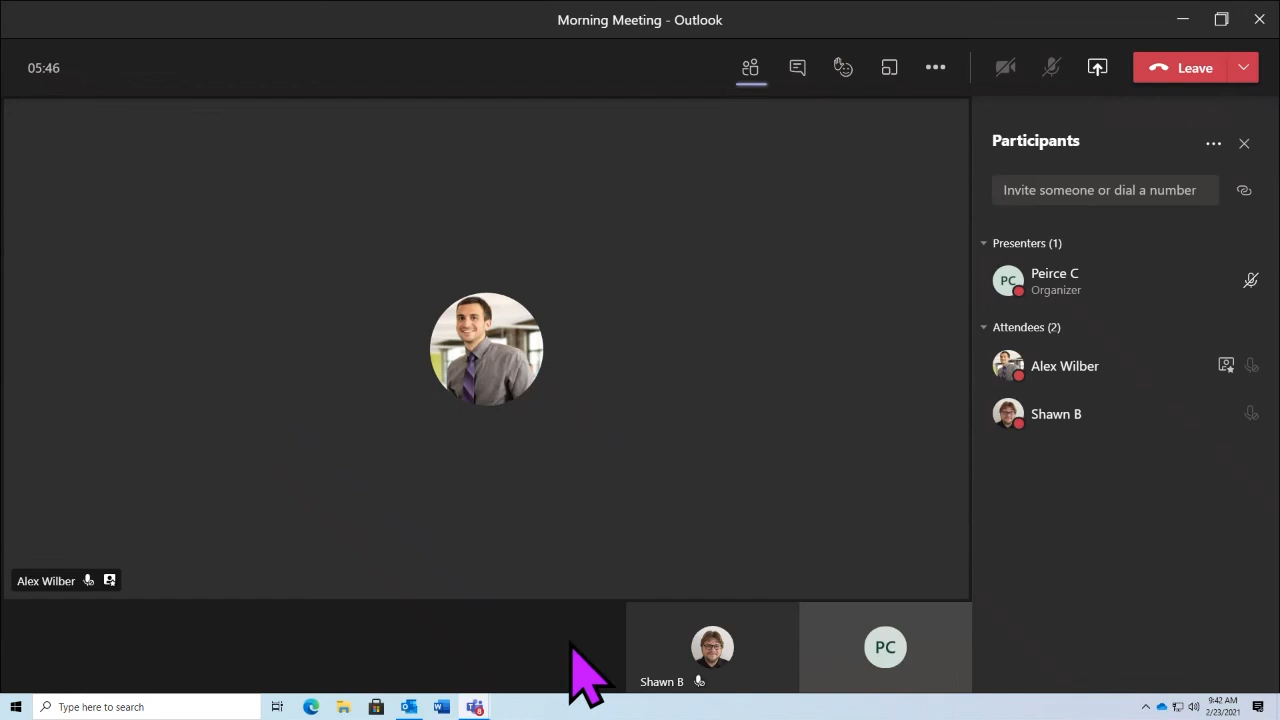 Morning Meeting - Outlook
05:46
Leave
Participants
Invite someone or dial a number
Presenters (1)
PC
Peirce C
Organizer
Attendees (2)
Alex Wilber
Shawn B
Alex Wilber
Shawn B
PC
Type here to search
9:42 AM
2/23/2021